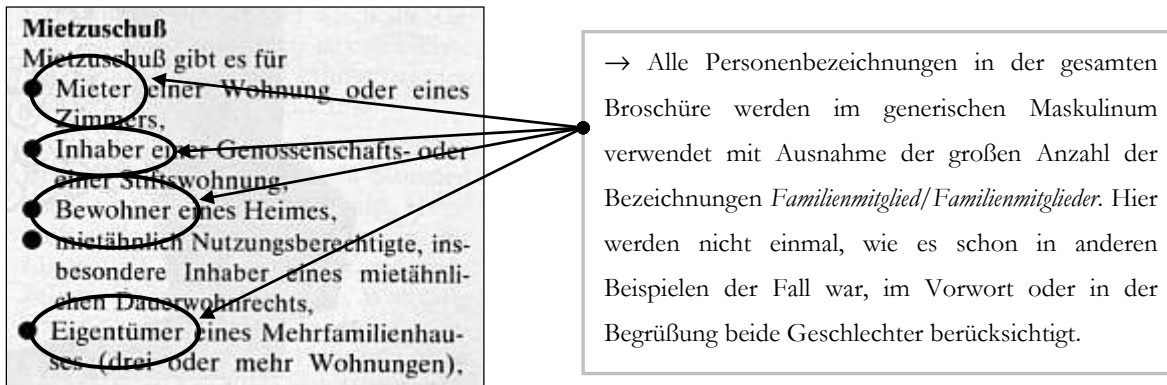 Mietzuschuß
Mietzuschuß gibt es für
● Mieter einer Wohnung oder eines
Zimmers,
● Inhaber einer Genossenschafts- oder
einer Stiftswohnung,
● Bewohner eines Heimes,
● mietähnlich Nutzungsberechtigte, ins-
besondere Inhaber eines mietähnli-
chen Dauerwohnrechts,
● Eigentümer eines Mehrfamilienhau-
ses (drei oder mehr Wohnungen),
→ Alle Personenbezeichnungen in der gesamten
Broschüre werden im generischen Maskulinum
verwendet mit Ausnahme der großen Anzahl der
Bezeichnungen Familienmitglied/Familienmitglieder. Hier
werden nicht einmal, wie es schon in anderen
Beispielen der Fall war, im Vorwort oder in der
Begrüßung beide Geschlechter berücksichtigt.